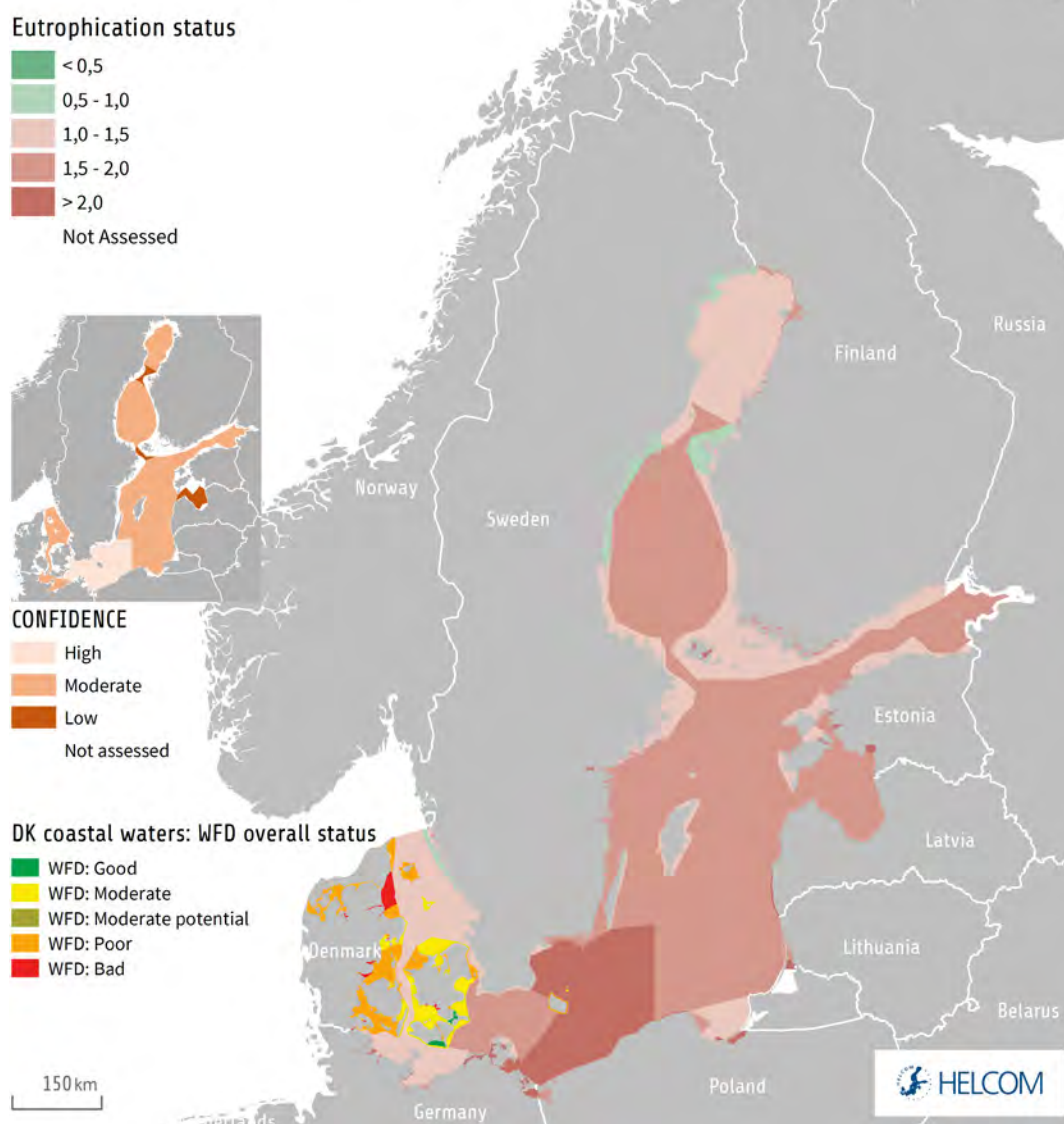 Eutrophication status
< 0,5
0,5 - 1,0
1,0 - 1,5
1,5 - 2,0
> 2,0
Not Assessed
Russia
Finland
Norway
Sweden
CONFIDENCE
High
Moderate
Low
Not assessed
Estonia
DK coastal waters: WFD overall status
Latvia
WFD: Good
WFD: Moderate
WFD: Moderate potential
WFD: Poor
WFD: Bad
Denmark
Lithuania
Belarus
150 km
Poland
HELCOM
Germany